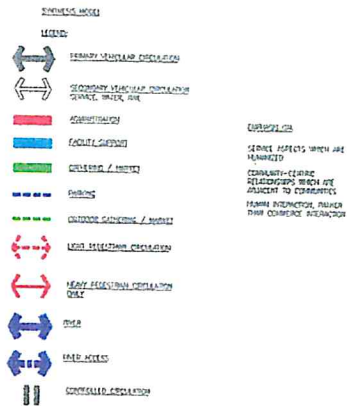 SYNTHESIS MODEL
LEGEND:
PRIMARY VEHICULAR CIRCULATION
SECONDARY VEHICULAR CIRCULATION
SERVICE, WATER, RAIL
ADMINISTRATION
FACILITY SUPPORT
GATHERING / MARKET
PARKING
OUTDOOR GATHERING / MARKET
LIGHT PEDESTRIAN CIRCULATION
HEAVY PEDESTRIAN CIRCULATION
ONLY
RIVER
RIVER ACCESS
CONTROLLED CIRCULATION
SERVICE ASPECTS WHICH ARE
HUMANIZED
COMMUNITY-CENTRIC
RELATIONSHIPS WHICH ARE
ADJACENT TO COMMUNITIES
HUMAN INTERACTION, RATHER
THAN COMMERCE INTERACTION